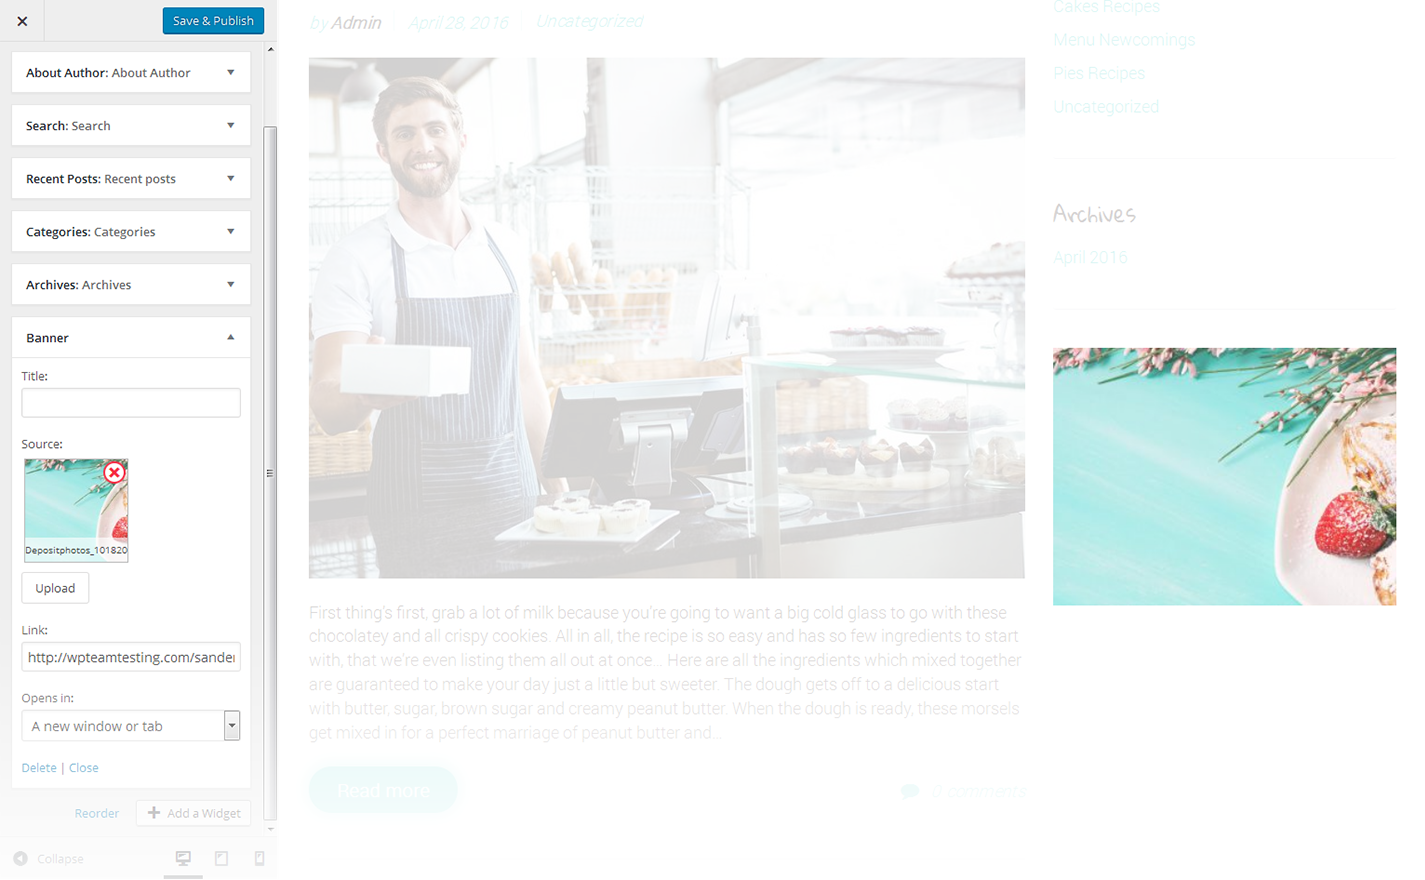 Save & Publish
About Author: About Author
Search: Search
Recent Posts: Recent posts
Categories: Categories
Archives: Archives
Banner
Title:
Source:
Depositphotos_101820
Upload
Link:
http://wpteamtesting.com/sander
Opens in:
A new window or tab
Delete | Close
Reorder
Add a Widget
Collapse
by Admin
April 28, 2016
Uncategorized
First thing's first, grab a lot of milk because you're going to want a big cold glass to go with these
chocolatey and all crispy cookies. All in all, the recipe is so easy and has so few ingredients to start
with, that we're even listing them all out at once... Here are all the ingredients which mixed together
are guaranteed to make your day just a little but sweeter. The dough gets off to a delicious start
with butter, sugar, brown sugar and creamy peanut butter. When the dough is ready, these morsels
get mixed in for a perfect marriage of peanut butter and...
Read more
0 comments
Cakes Recipes
Menu Newcomings
Pies Recipes
Uncategorized
Archives
April 2016